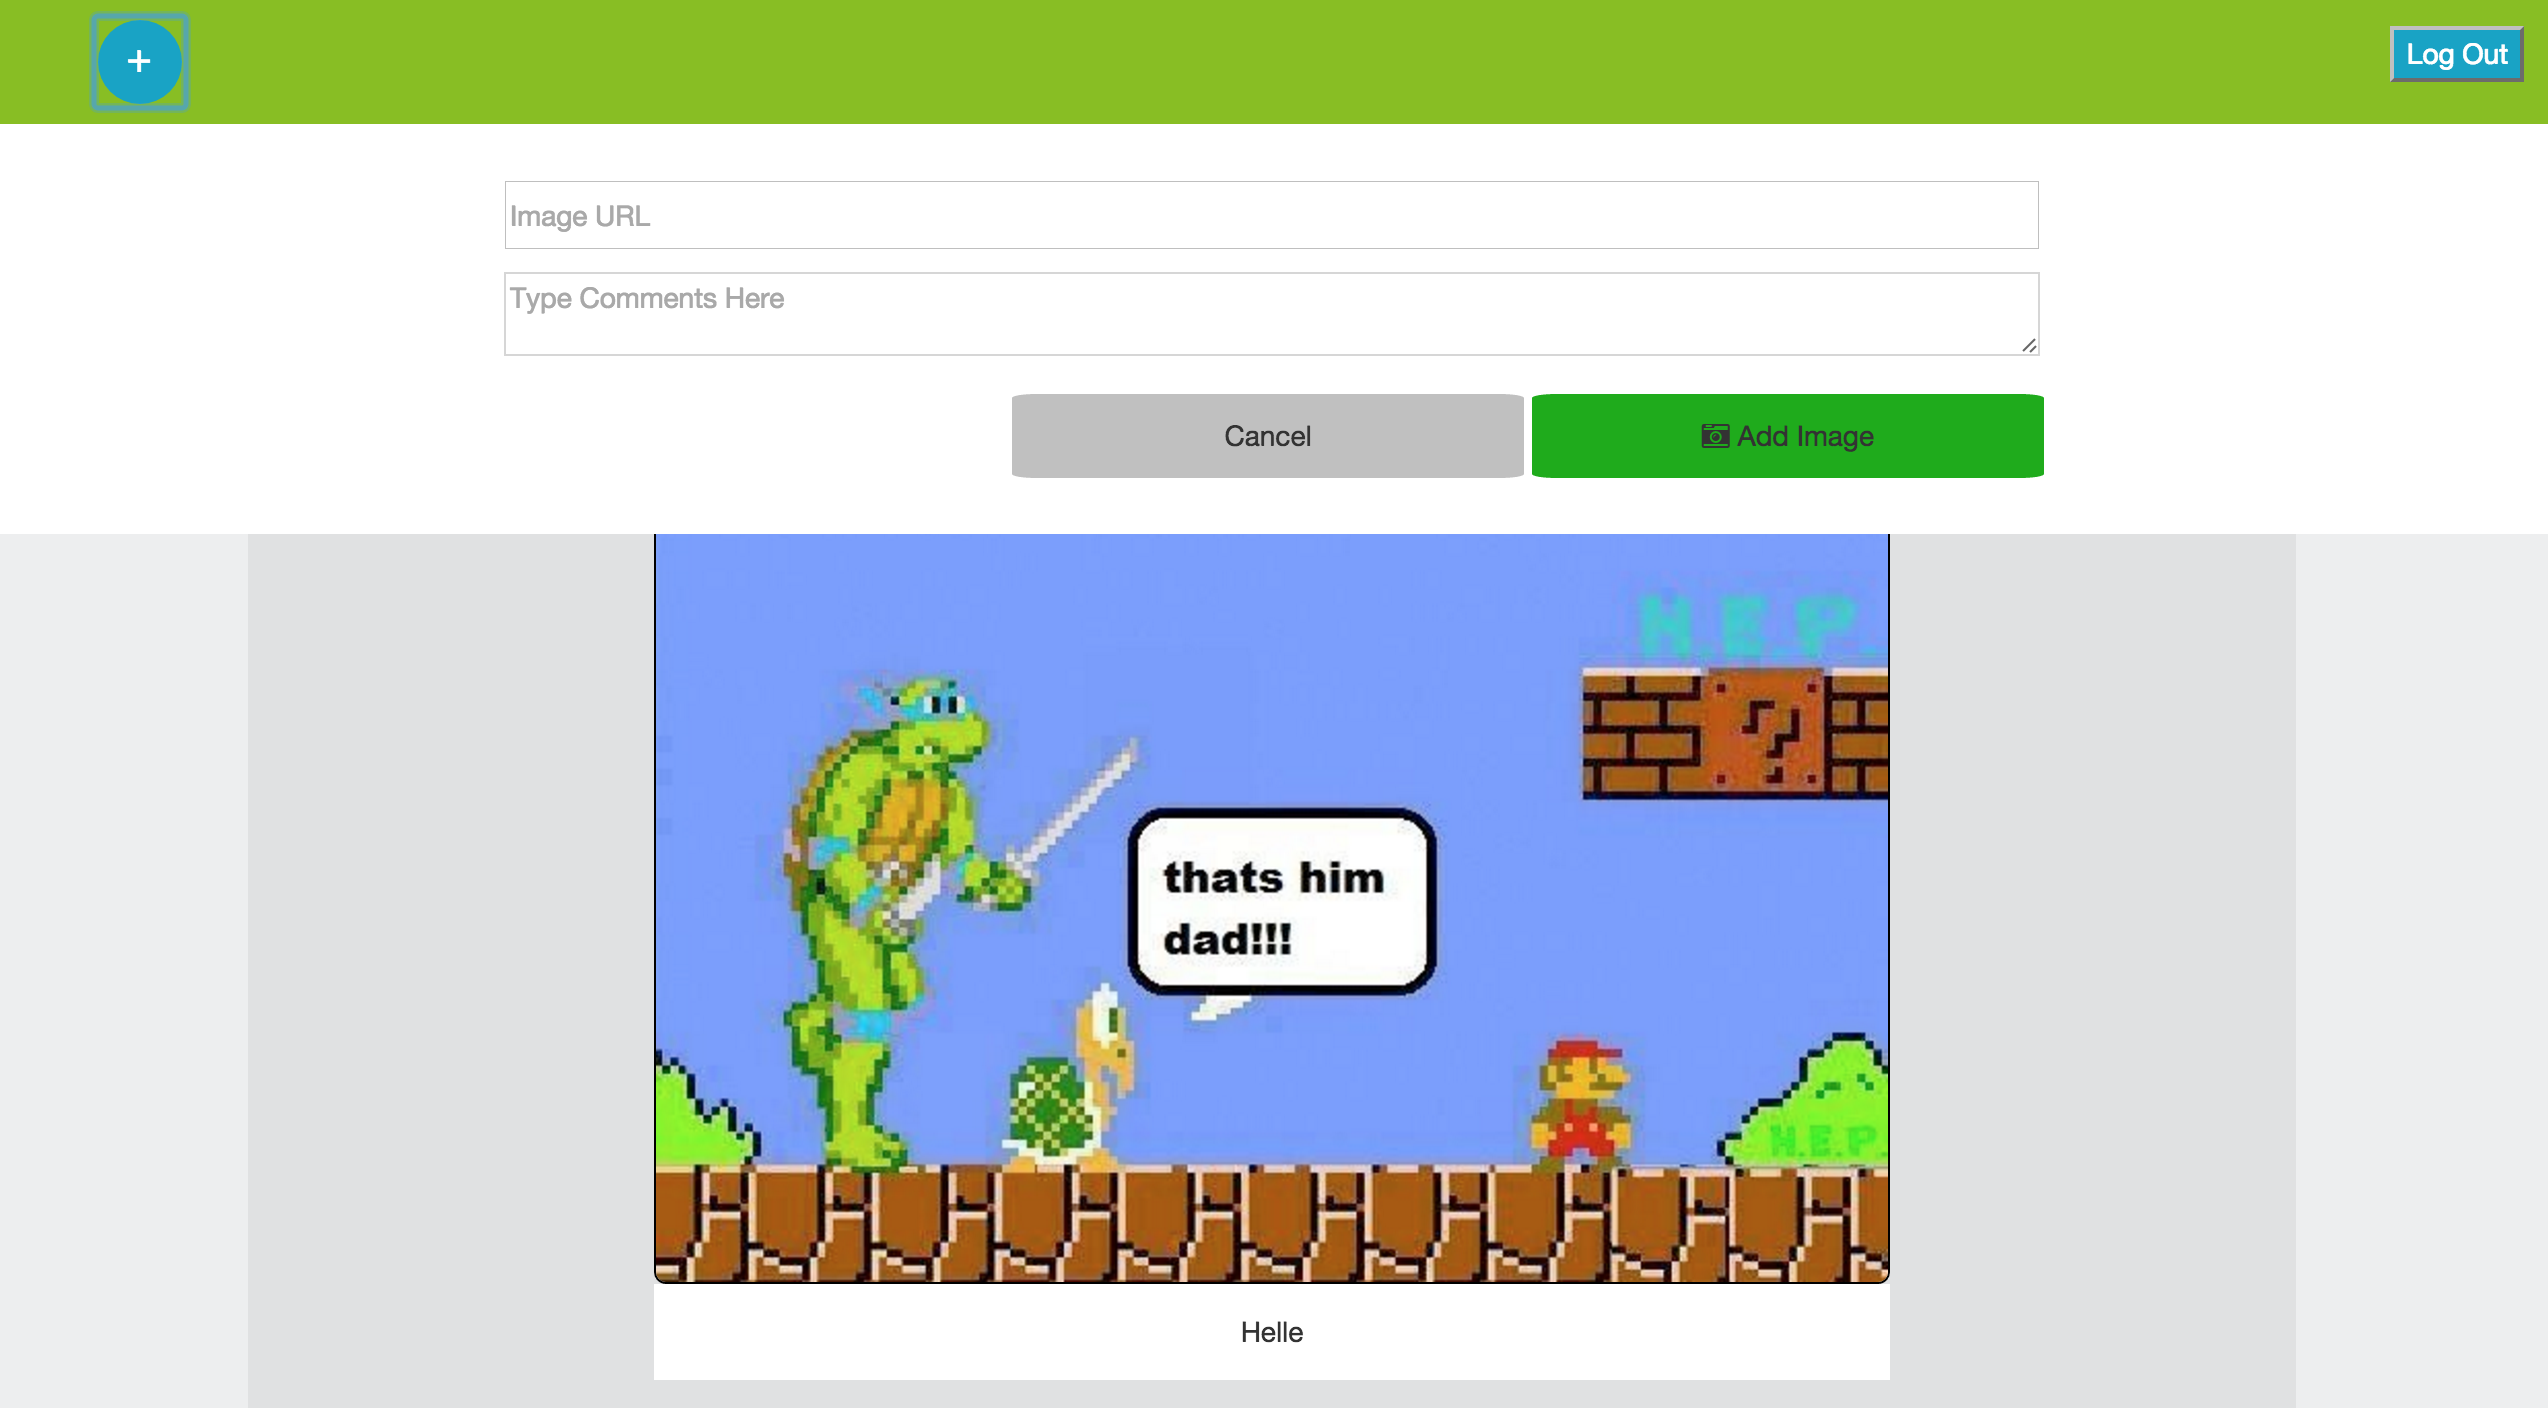 +
Log Out
Image URL
Type Comments Here
Cancel
Add Image
N.E.P.
?
thats him
dad!!!
N.E.P.
Helle